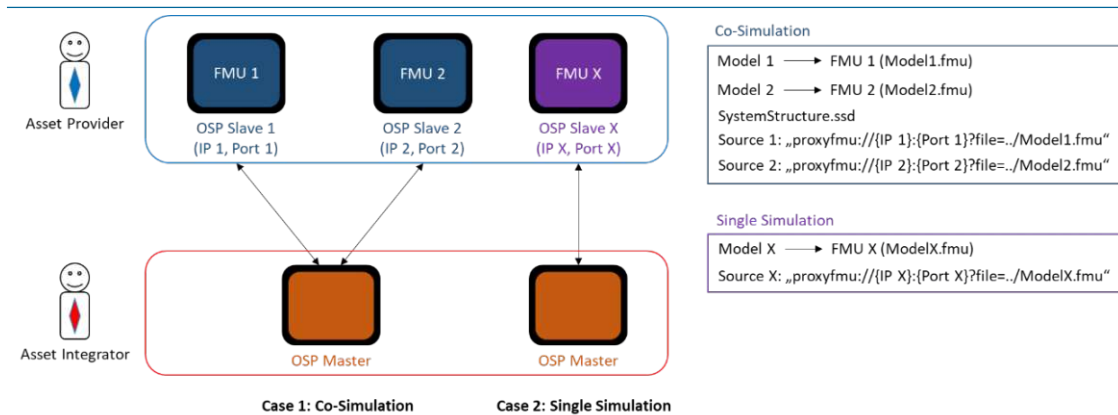 FMU 1
FMU 2
FMU X
Asset Provider
OSP Slave 1
(IP 1, Port 1)
OSP Slave 2
(IP 2, Port 2)
OSP Slave X
(IP X, Port X)
Asset Integrator
OSP Master
OSP Master
Case 1: Co-Simulation
Case 2: Single Simulation
Co-Simulation
Model 1 FMU 1 (Model1.fmu)
Model 2 FMU 2 (Model2.fmu)
SystemStructure.ssd
Source 1: „proxyfmu://{IP 1}:{Port 1}?file=../Model1.fmu“
Source 2: „proxyfmu://{IP 2}:{Port 2}?file=../Model2.fmu“
Single Simulation
Model X FMU X (ModelX.fmu)
Source X: „proxyfmu://{IP X}:{Port X}?file=../ModelX.fmu“